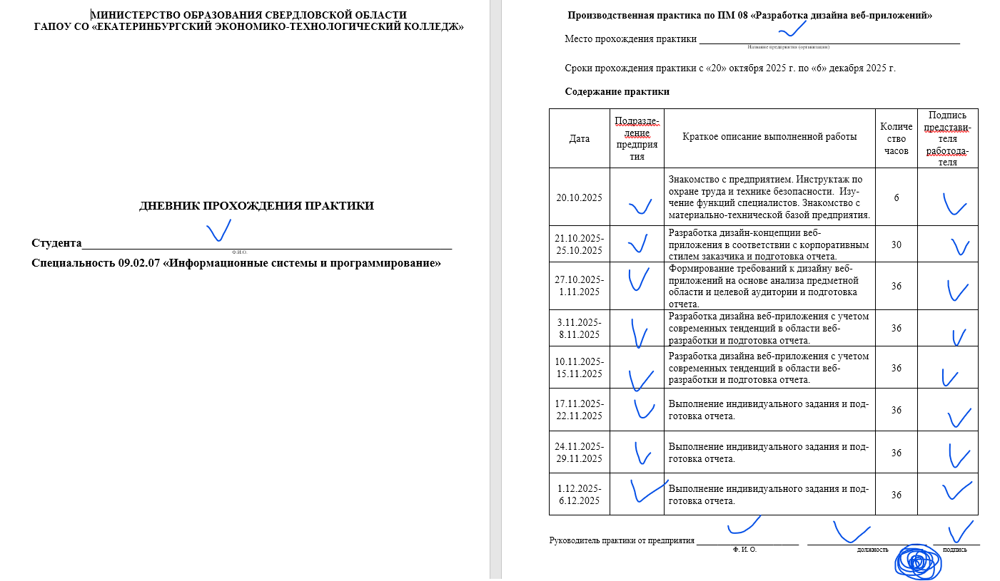 МИНИСТЕРСТВО ОБРАЗОВАНИЯ СВЕРДЛОВСКОЙ ОБЛАСТИ
ГАПОУ СО «ЕКАТЕРИНБУРГСКИЙ ЭКОНОМИКО-ТЕХНОЛОГИЧЕСКИЙ КОЛЛЕДЖ»
ДНЕВНИК ПРОХОЖДЕНИЯ ПРАКТИКИ
Студента
Ф.И.О.
Специальность 09.02.07 «Информационные системы и программирование»
Производственная практика по ПМ 08 «Разработка дизайна веб-приложений»
Место прохождения практики
Название предприятия (организации)
Сроки прохождения практики с «20» октября 2025 г. по «6» декабря 2025 г.
Содержание практики
Дата
Подразде-
ление
предприя
тия
Краткое описание выполненной работы
Количе
ство
часов
Подпись
представи-
теля
работода-
теля
20.10.2025
Знакомство с предприятием. Инструктаж по
охране труда и технике безопасности. Изу-
чение функций специалистов. Знакомство с
материально-технической базой предприятия.
6
21.10.2025-
25.10.2025
Разработка дизайн-концепции веб-
приложения в соответствии с корпоративным
стилем заказчика и подготовка отчета.
30
27.10.2025-
1.11.2025
Формирование требований к дизайну веб-
приложений на основе анализа предметной
области и целевой аудитории и подготовка
отчета.
36
3.11.2025-
8.11.2025
Разработка дизайна веб-приложения с учетом
современных тенденций в области веб-
разработки и подготовка отчета.
36
10.11.2025-
15.11.2025
Разработка дизайна веб-приложения с учетом
современных тенденций в области веб-
разработки и подготовка отчета.
36
17.11.2025-
22.11.2025
Выполнение индивидуального задания и под-
готовка отчета.
36
24.11.2025-
29.11.2025
Выполнение индивидуального задания и под-
готовка отчета.
36
1.12.2025-
6.12.2025
Выполнение индивидуального задания и под-
готовка отчета.
36
Руководитель практики от предприятия
Ф. И. О. должность подпись